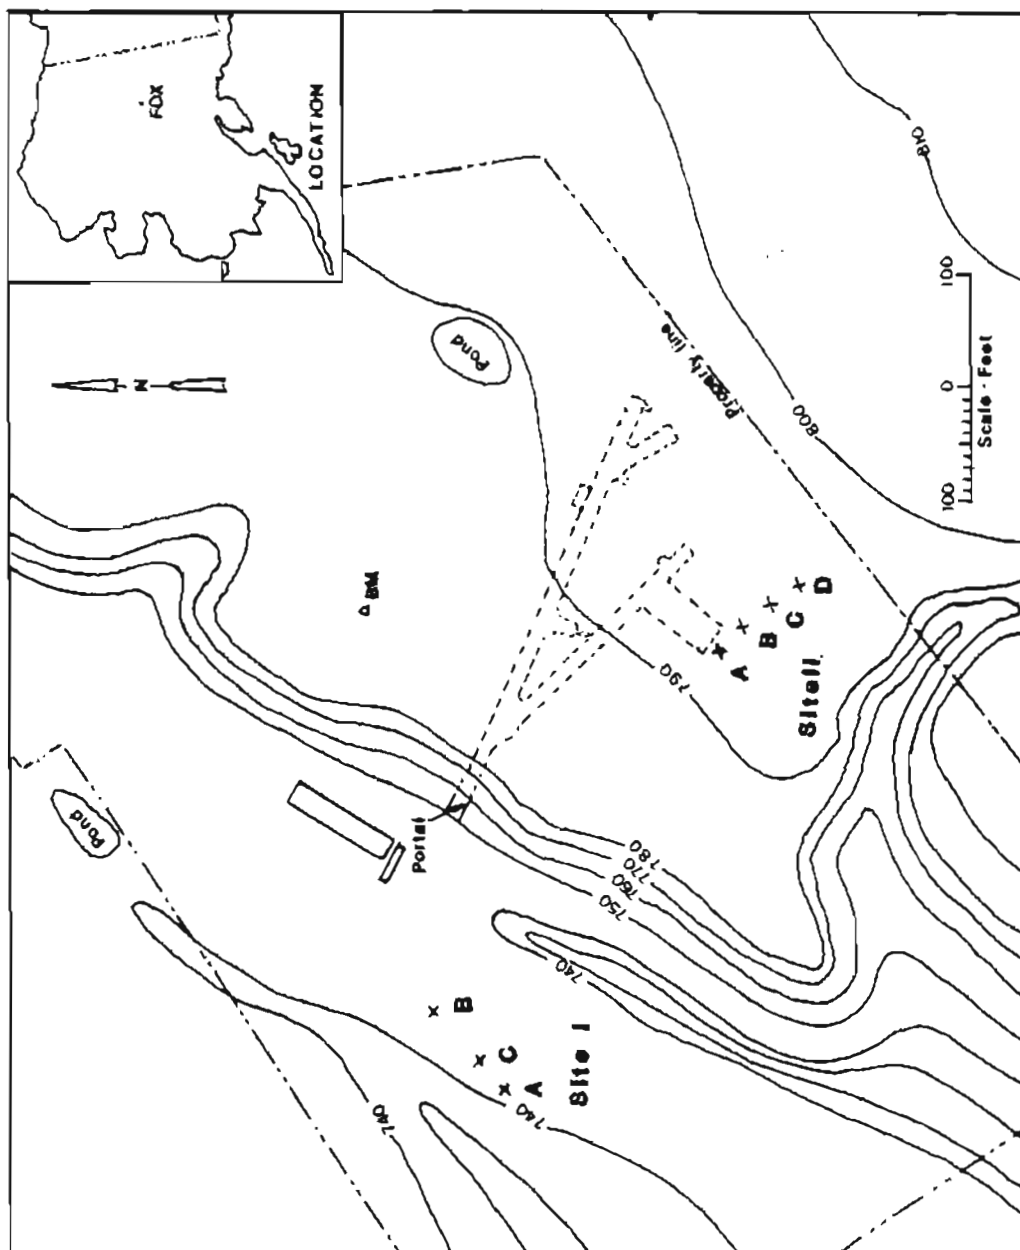 FOX
LOCATION
N
Pond
Pond
BM
Portal
Property line
810
800
790
780
770
760
750
740
740
740
A
B
C
D
Site II
B
C
A
Site I
100 0 100
Scale - Feet